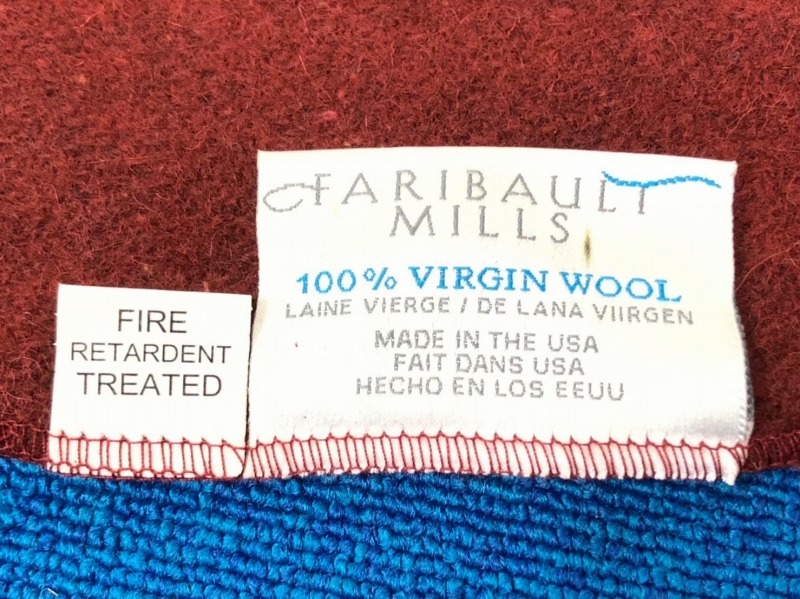 FARIBAULT
MILLS
100% VIRGIN WOOL
LAINE VIERGE / DE LANA VIIRGEN
MADE IN THE USA
FAIT DANS USA
HECHO EN LOS EEUU
FIRE
RETARDENT
TREATED